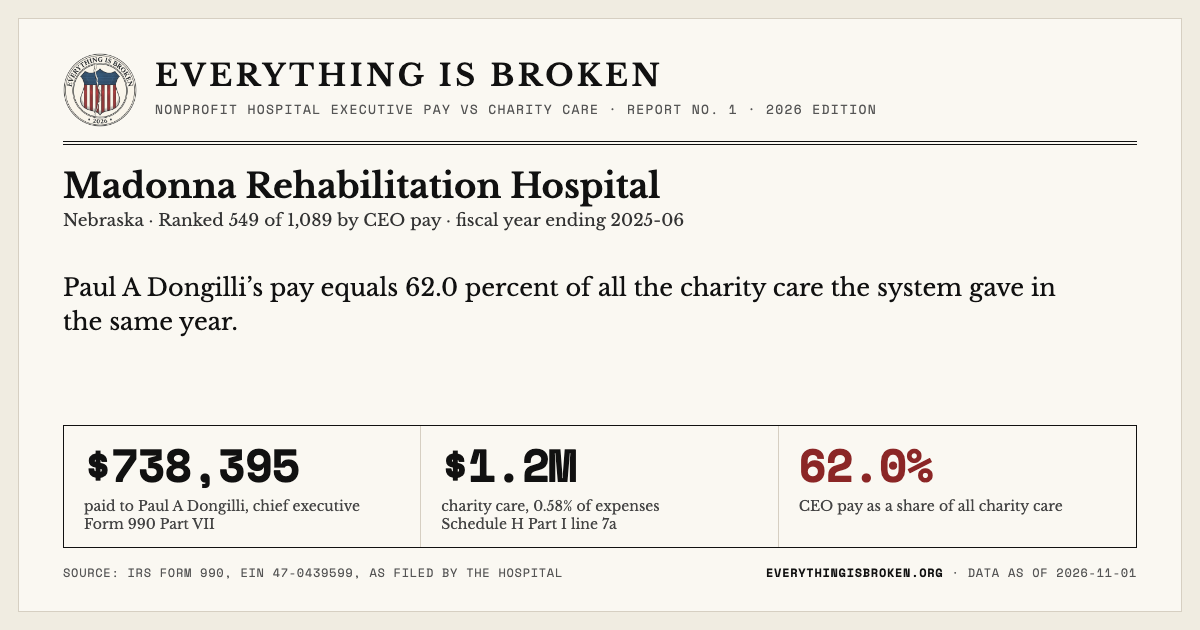 EVERYTHING IS BROKEN
· 2026 ·
EVERYTHING IS BROKEN
NONPROFIT HOSPITAL EXECUTIVE PAY VS CHARITY CARE · REPORT NO. 1 · 2026 EDITION
Madonna Rehabilitation Hospital
Nebraska · Ranked 549 of 1,089 by CEO pay · fiscal year ending 2025-06
Paul A Dongilli’s pay equals 62.0 percent of all the charity care the system gave in
the same year.
$738,395
paid to Paul A Dongilli, chief executive
Form 990 Part VII
$1.2M
charity care, 0.58% of expenses
Schedule H Part I line 7a
62.0%
CEO pay as a share of all charity care
SOURCE: IRS FORM 990, EIN 47-0439599, AS FILED BY THE HOSPITAL
EVERYTHINGISBROKEN.ORG · DATA AS OF 2026-11-01